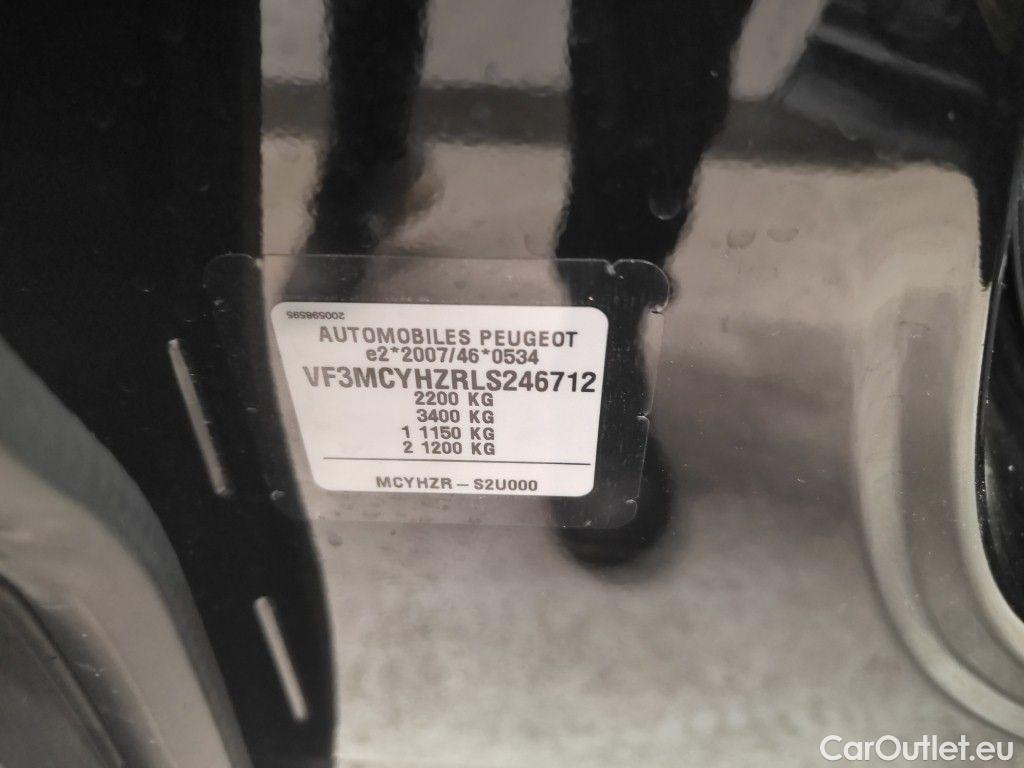 200598595
AUTOMOBILES PEUGEOT
e2*2007/46*0534
VF3MCYHZRLS246712
2200 KG
3400 KG
1 1150 KG
2 1200 KG
MCYHZR – S2U000
CarOutlet.eu